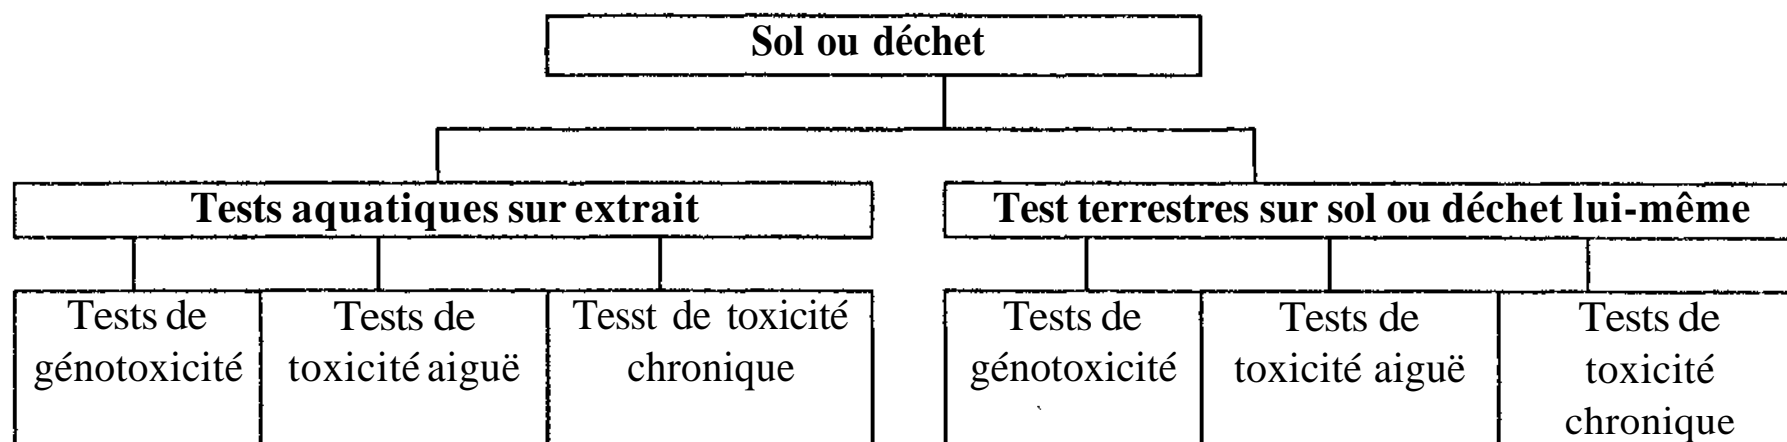 Sol ou déchet
Tests aquatiques sur extrait
Test terrestres sur sol ou déchet lui-même
Tests de
génotoxicité
Tests de
toxicité aiguë
Tesst de toxicité
chronique
Tests de
génotoxicité
Tests de
toxicité aiguë
Tests de
toxicité
chronique